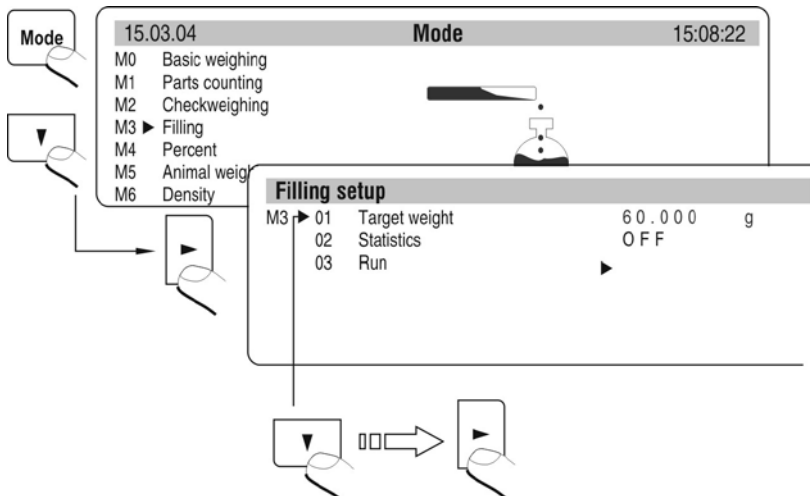 Mode
15.03.04 Mode 15:08:22
M0 Basic weighing
M1 Parts counting
M2 Checkweighing
M3 ▶ Filling
M4 Percent
M5 Animal
M6 Density
Filling setup
M3 ▶ 01 Target weight 60.000 g
02 Statistics OFF
03 Run ▶